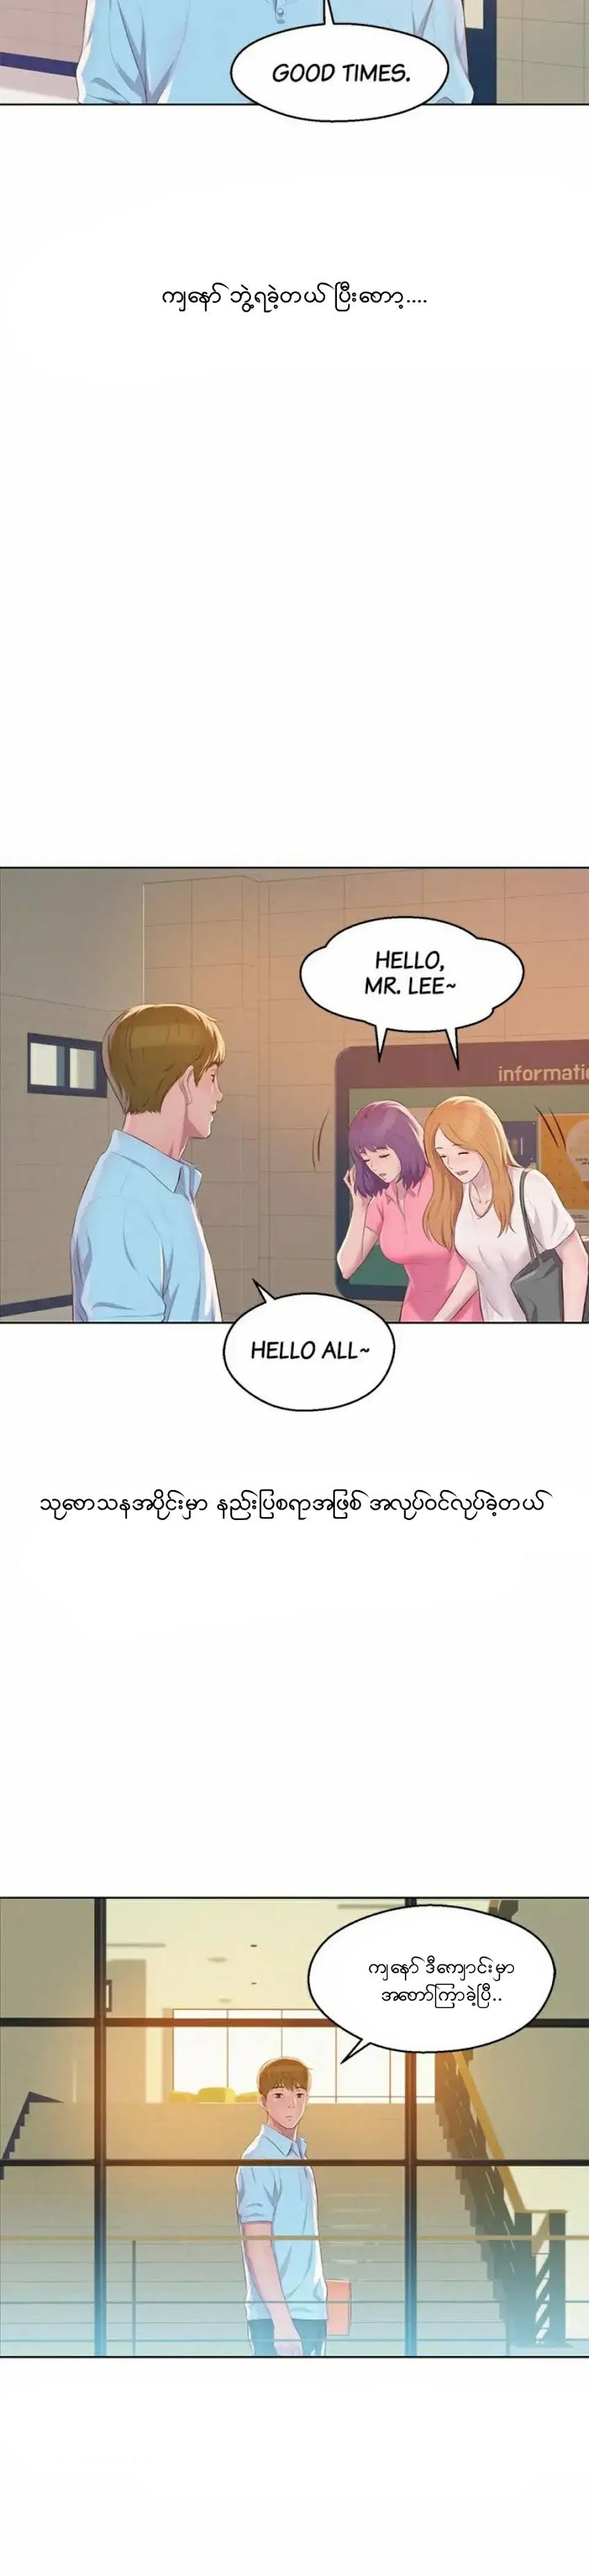 GOOD TIMES.
ကျနော် ဘွဲ့ရခဲ့တယ် ပြီးတော့....
HELLO,
MR. LEE~
informatio
HELLO ALL~
သုတေသနအပိုင်းမှာ နည်းပြဆရာအဖြစ် အလုပ်ဝင်လုပ်ခဲ့တယ်
ကျနော် ဒီကျောင်းမှာ
အတော်ကြာခဲ့ပြီ..